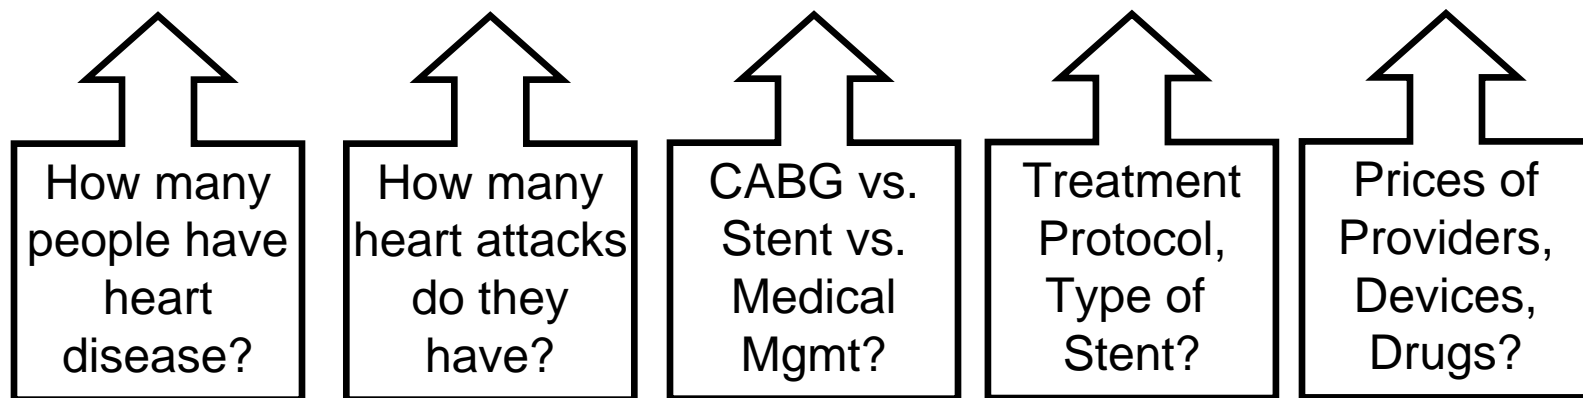 How many
people have
heart
disease?
How many
heart attacks
do they
have?
CABG vs.
Stent vs.
Medical
Mgmt?
Treatment
Protocol,
Type of
Stent?
Prices of
Providers,
Devices,
Drugs?